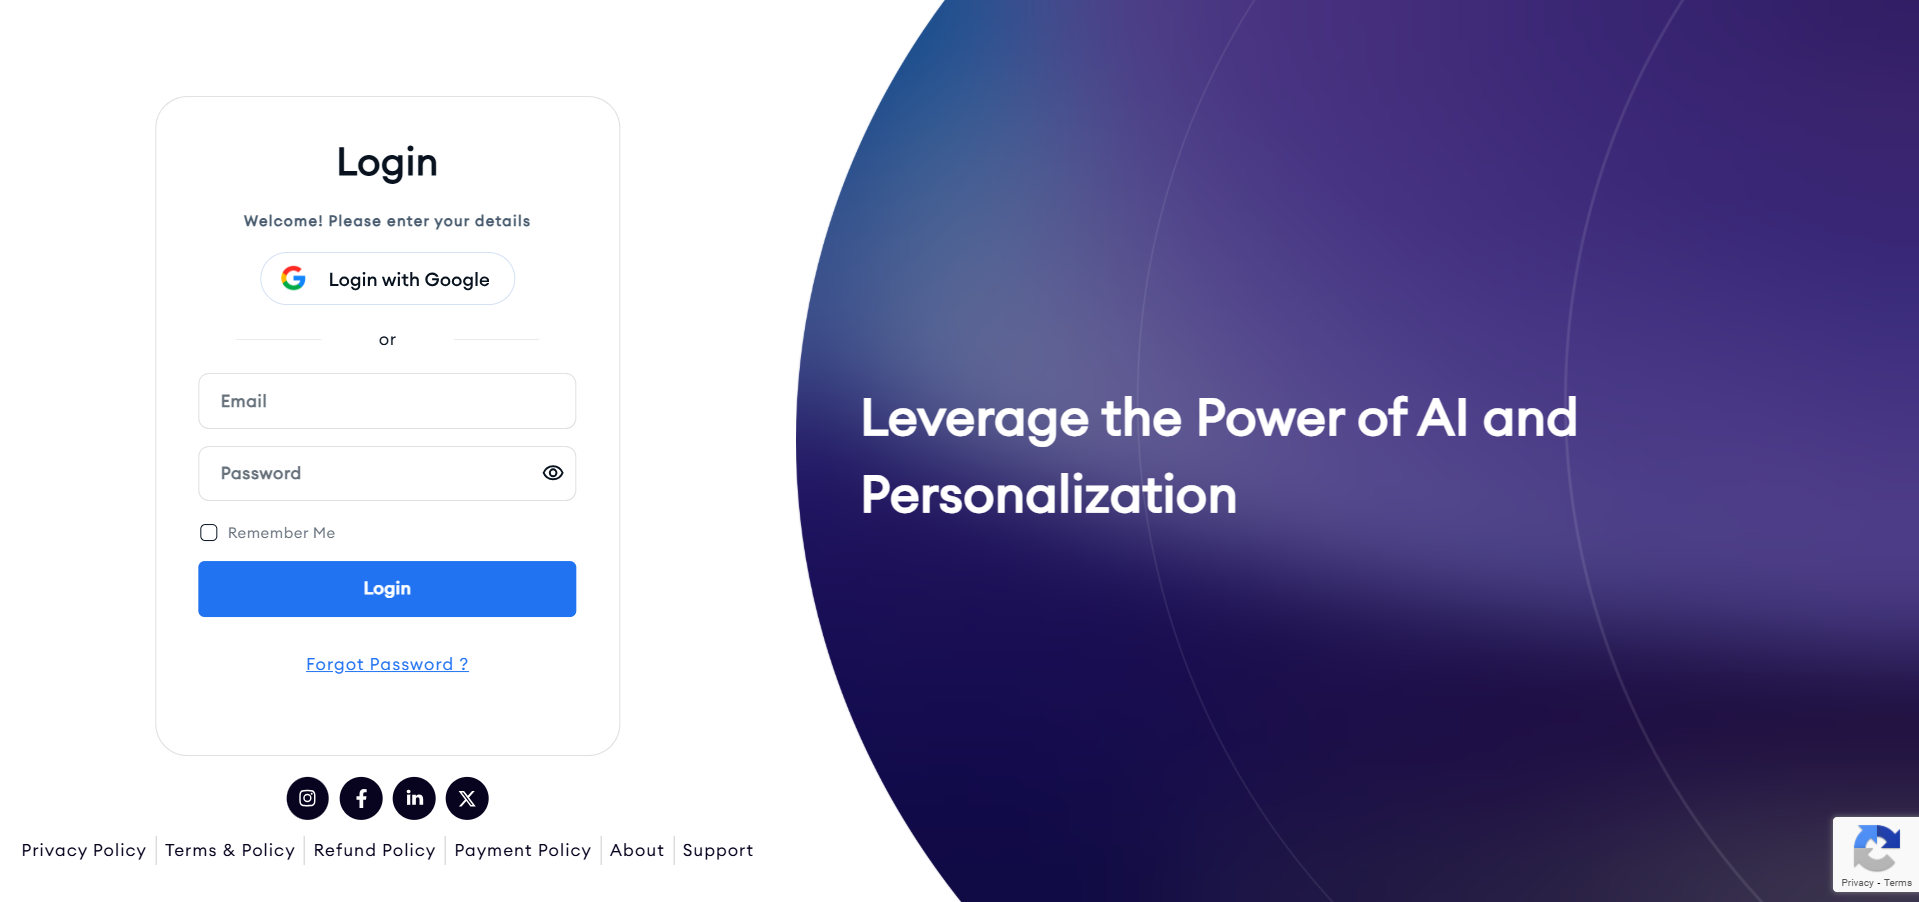 Login
Welcome! Please enter your details
Login with Google
or
Email
Password
Remember Me
Login
Forgot Password ?
Privacy Policy
Terms & Policy
Refund Policy
Payment Policy
About
Support
Leverage the Power of AI and
Personalization
Privacy - Terms